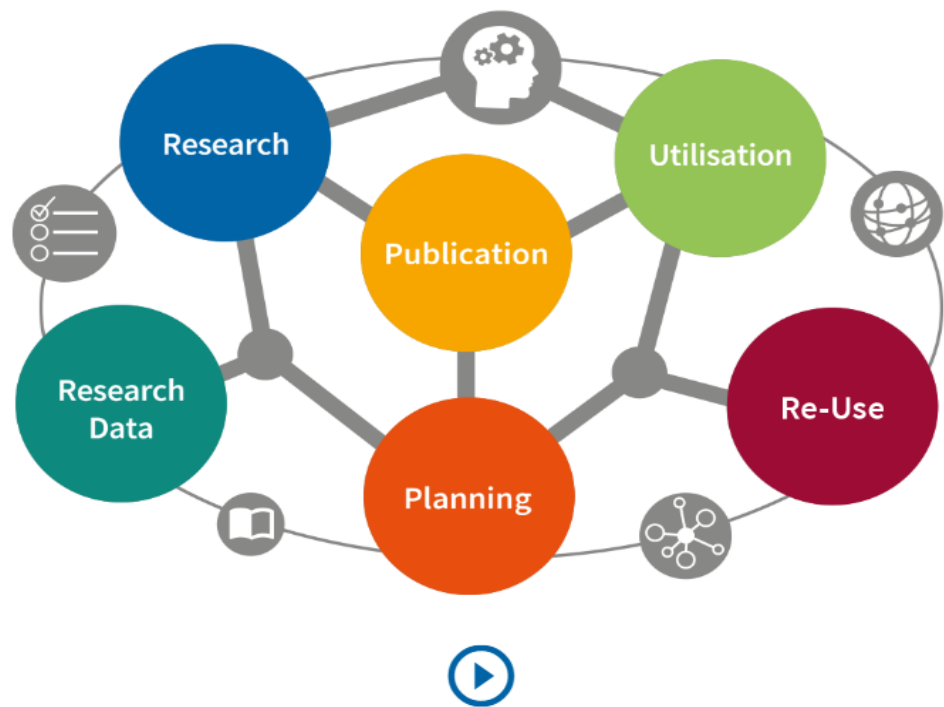 Research
Utilisation
Publication
Research
Data
Re-Use
Planning